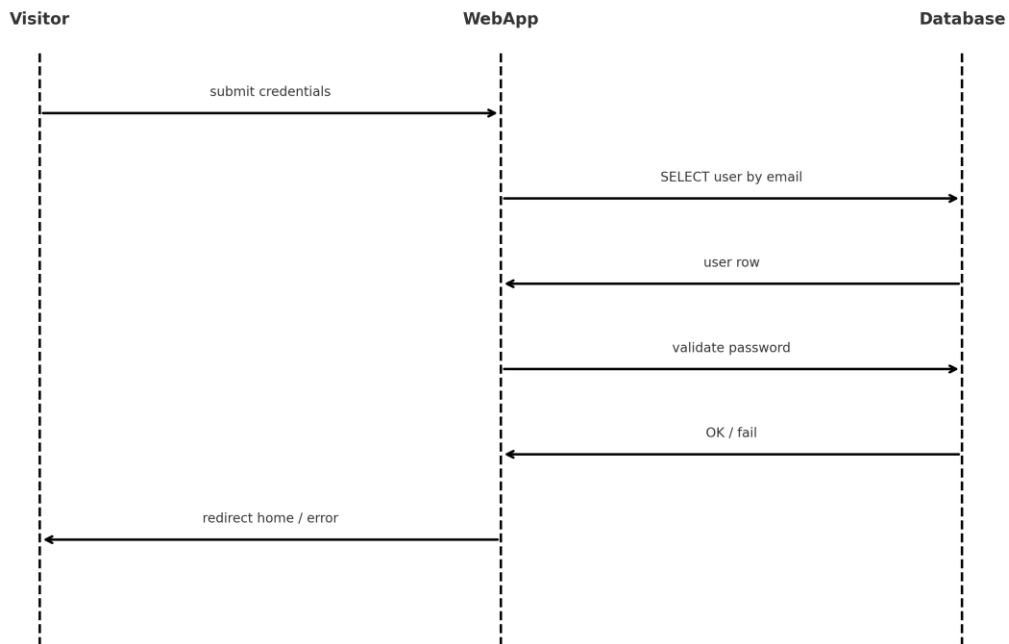 Visitor
WebApp
Database
submit credentials
SELECT user by email
user row
validate password
OK / fail
redirect home / error